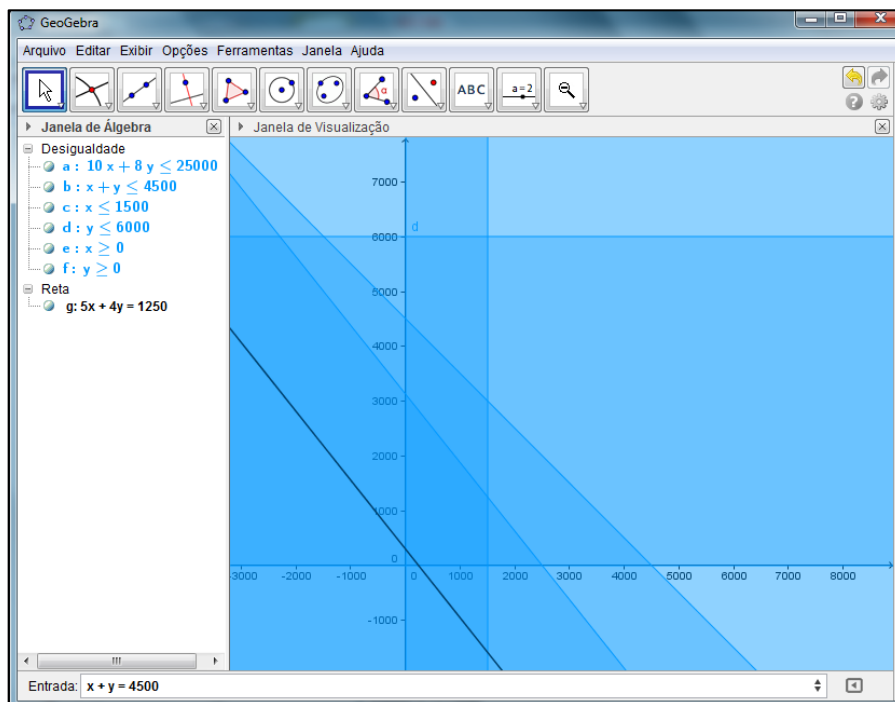 GeoGebra
Arquivo Editar Exibir Opções Ferramentas Janela Ajuda
ABC
a=2
α
Janela de Álgebra
Janela de Visualização
Desigualdade
a : 10 x + 8 y ≤ 25000
b : x + y ≤ 4500
c : x ≤ 1500
d : y ≤ 6000
e : x ≥ 0
f : y ≥ 0
Reta
g: 5x + 4y = 1250
7000
6000
d
5000
4000
3000
2000
1000
0
-3000 -2000 -1000 0 1000 2000 3000 4000 5000 6000 7000 8000
-1000
Entrada: x + y = 4500